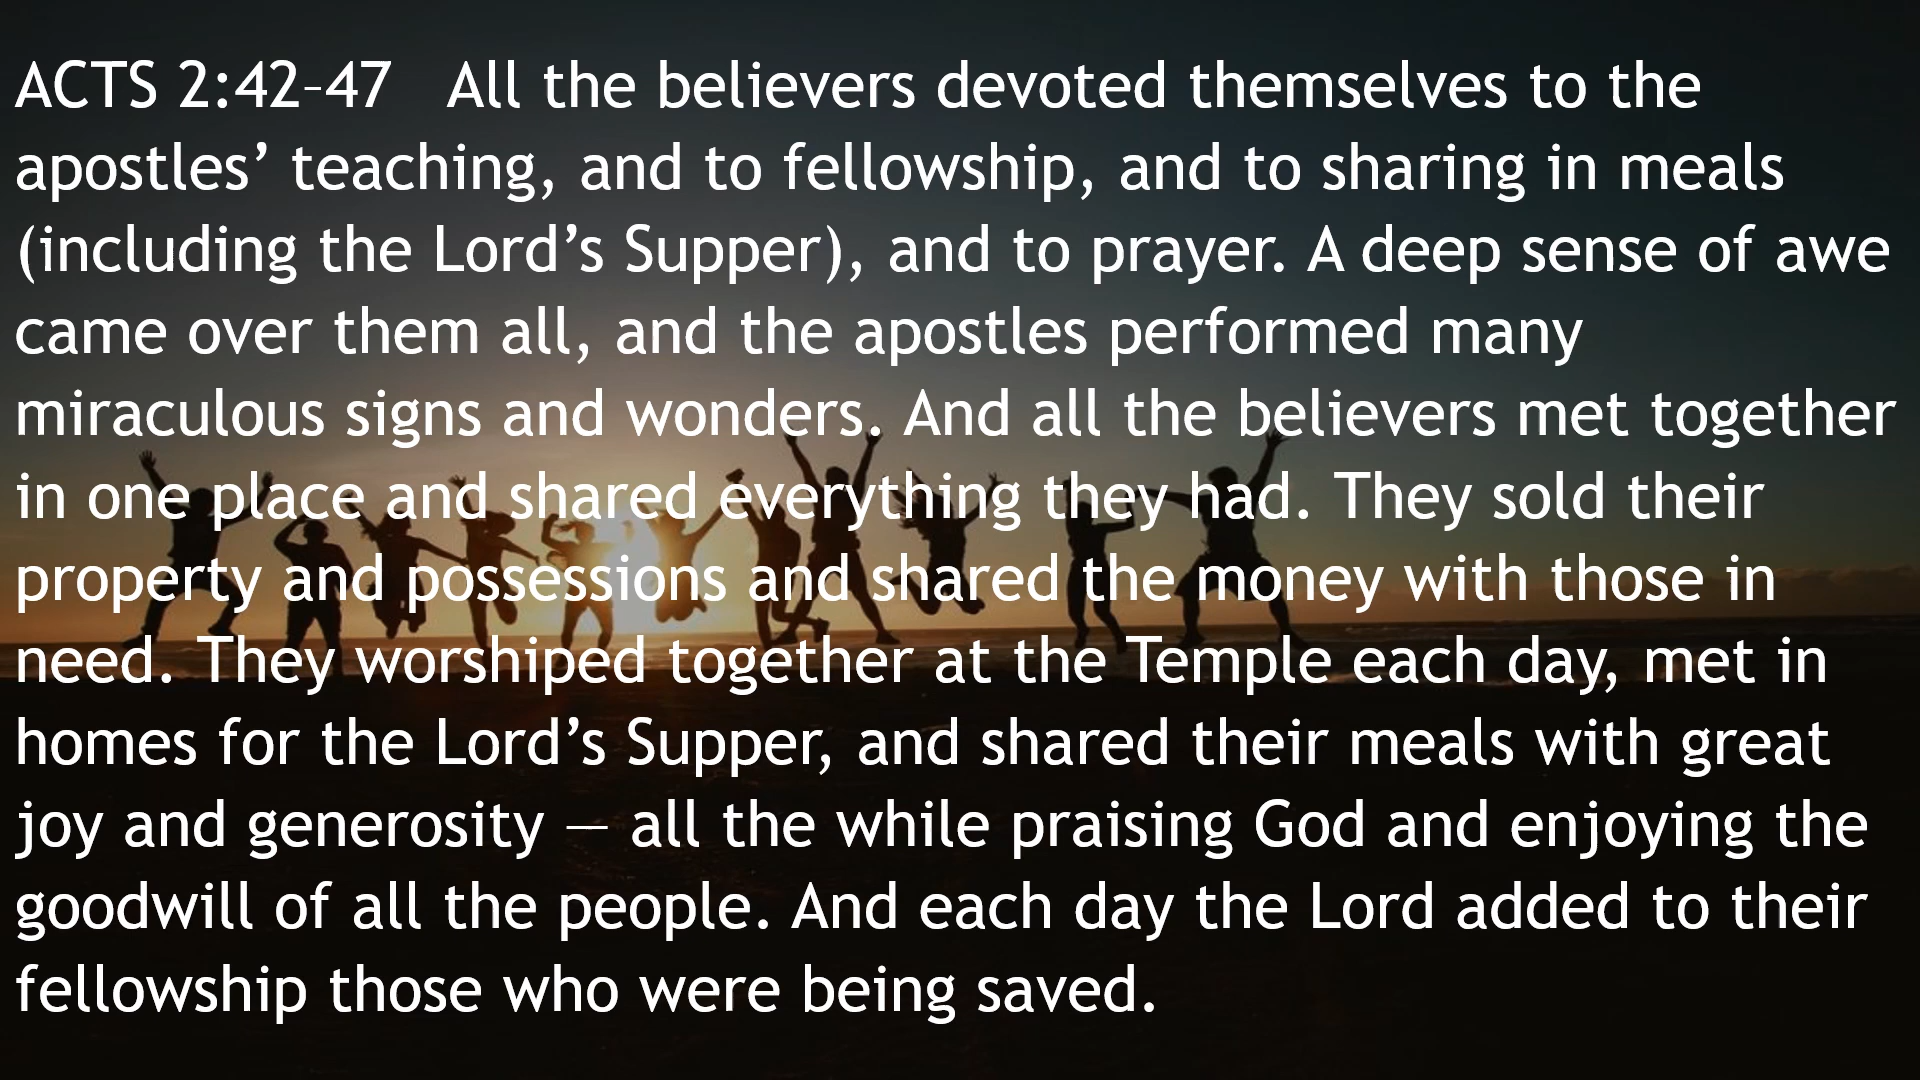 ACTS 2:42–47   All the believers devoted themselves to the
apostles’ teaching, and to fellowship, and to sharing in meals
(including the Lord’s Supper), and to prayer. A deep sense of awe
came over them all, and the apostles performed many
miraculous signs and wonders. And all the believers met together
in one place and shared everything they had. They sold their
property and possessions and shared the money with those in
need. They worshiped together at the Temple each day, met in
homes for the Lord’s Supper, and shared their meals with great
joy and generosity — all the while praising God and enjoying the
goodwill of all the people. And each day the Lord added to their
fellowship those who were being saved.